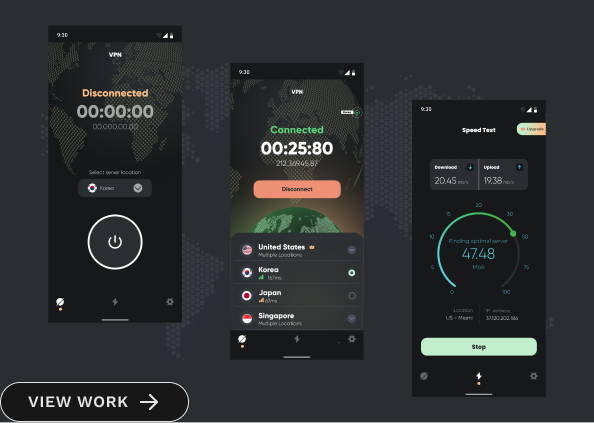 9:30
VPN
Disconnected
00:00:00
000.000.00.00
Select server location
Korea
9:30
VPN
Connected
00:25:80
212.369.45.87
Disconnect
United States
Multiple Locations
Korea
167ms
Japan
67ms
Singapore
Multiple Locations
9:30
Speed Test
Upgrade
Download
Upload
20.45 mb/s
19.38 mb/s
20
15
30
10
50
5
75
0
100
Finding optimal server
47.48
Mb/s
Location
IP address
US - Miami
37.120.202.186
Stop
VIEW WORK